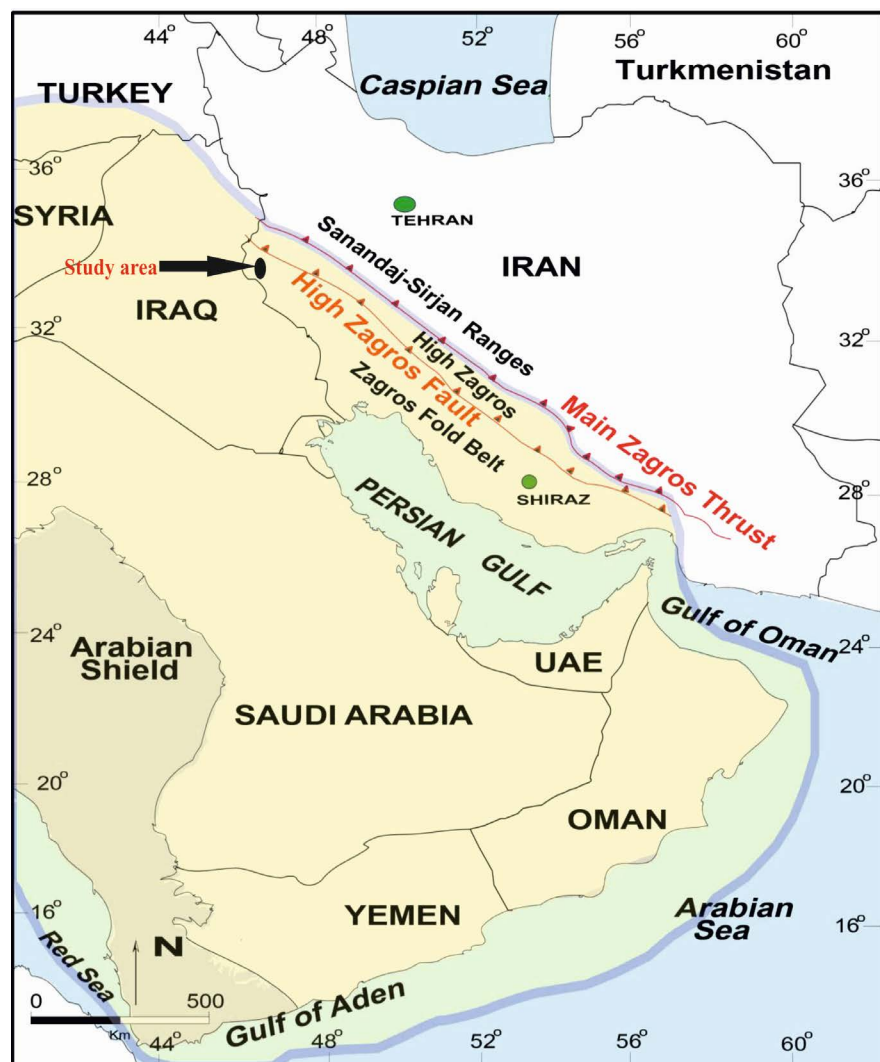 44° 48° 52° 56° 60°
Caspian Sea
Turkmenistan
TURKEY
36° 36°
SYRIA
TEHRAN
Sanandaj-Sirjan Ranges
IRAN
Study area
IRAQ
High Zagros Fault
High Zagros
Zagros Fold Belt
Main Zagros Thrust
32° 32°
28° 28°
SHIRAZ
PERSIAN GULF
Gulf of Oman
24° 24°
Arabian
Shield
UAE
SAUDI ARABIA
20° 20°
OMAN
16° 16°
YEMEN
Arabian
Sea
Red Sea
N
0 500
Km
Gulf of Aden
44° 48° 52° 56° 60°